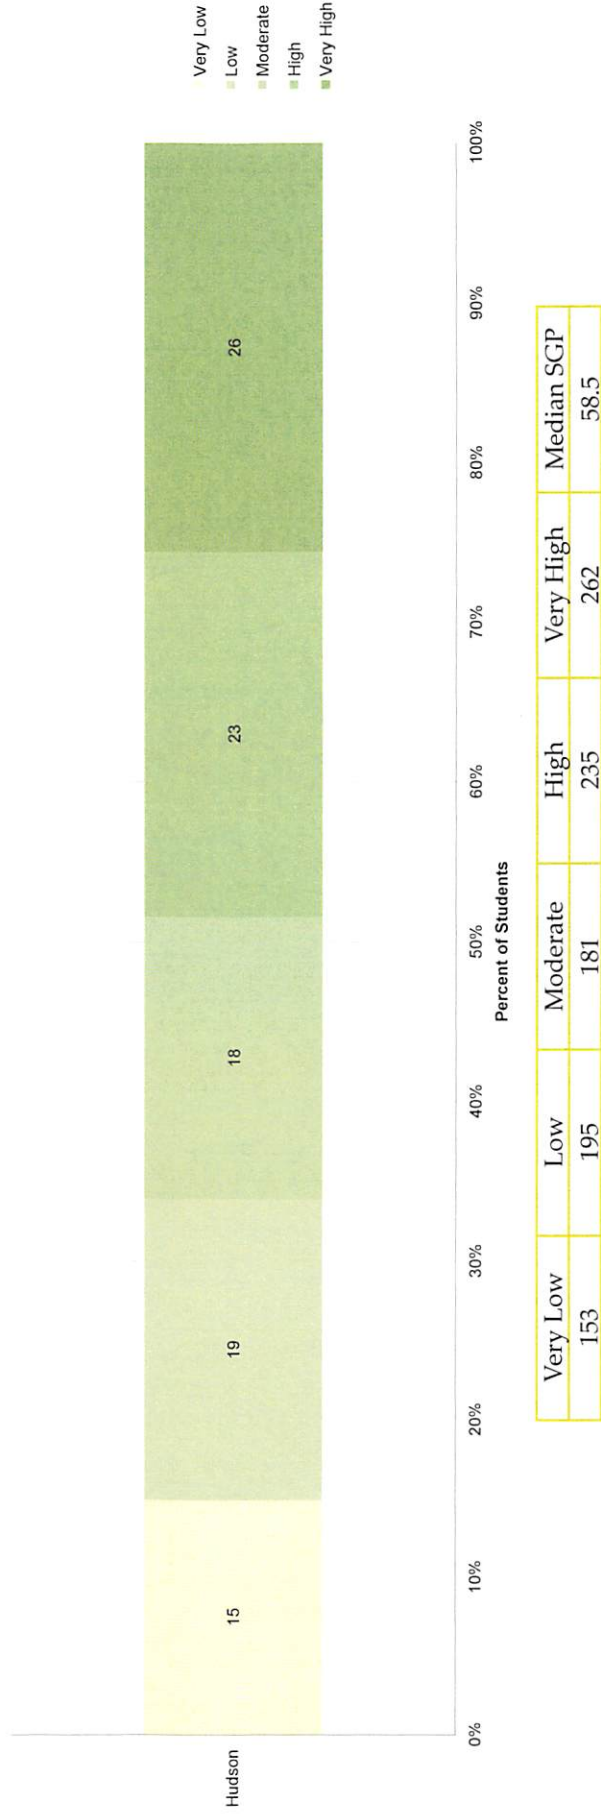 Very Low
Low
Moderate
High
Very High
Hudson
15
19
18
23
26
0%
10%
20%
30%
40%
50%
60%
70%
80%
90%
100%
Percent of Students
Very Low Low Moderate High Very High Median SGP
153 195 181 235 262 58.5